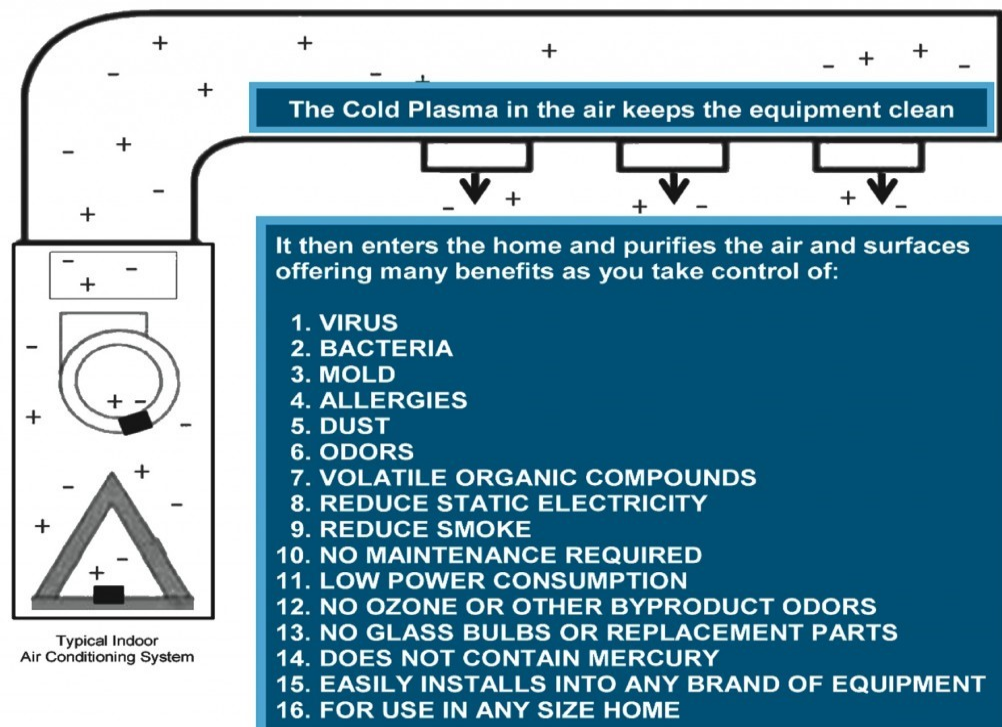 The Cold Plasma in the air keeps the equipment clean
It then enters the home and purifies the air and surfaces
offering many benefits as you take control of:
1. VIRUS
2. BACTERIA
3. MOLD
4. ALLERGIES
5. DUST
6. ODORS
7. VOLATILE ORGANIC COMPOUNDS
8. REDUCE STATIC ELECTRICITY
9. REDUCE SMOKE
10. NO MAINTENANCE REQUIRED
11. LOW POWER CONSUMPTION
12. NO OZONE OR OTHER BYPRODUCT ODORS
13. NO GLASS BULBS OR REPLACEMENT PARTS
14. DOES NOT CONTAIN MERCURY
15. EASILY INSTALLS INTO ANY BRAND OF EQUIPMENT
16. FOR USE IN ANY SIZE HOME
Typical Indoor
Air Conditioning System